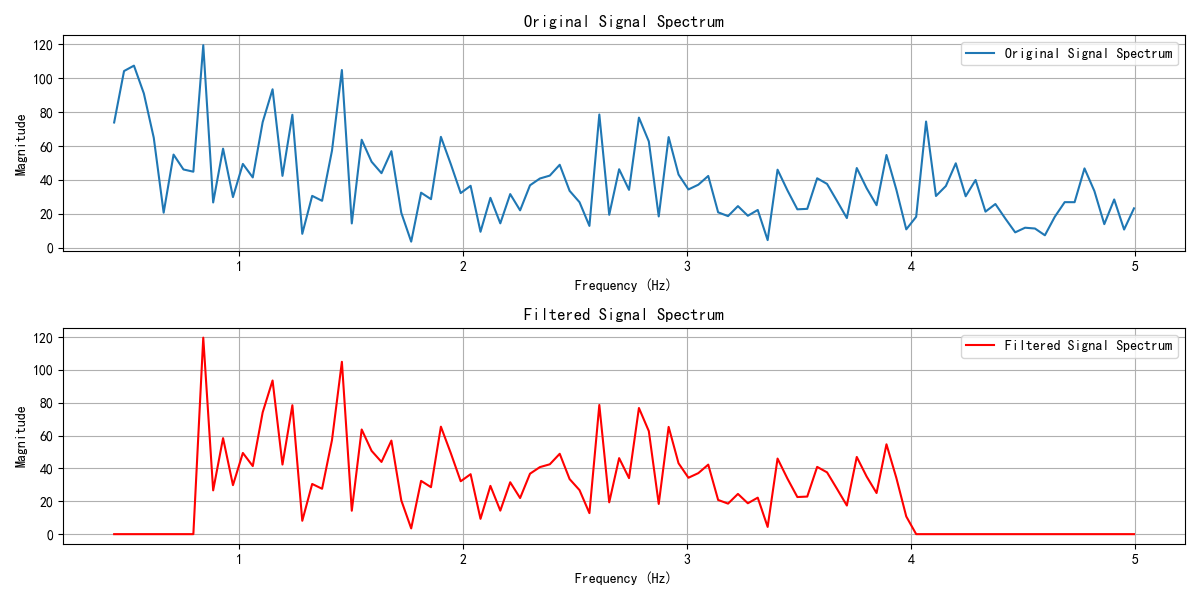 Original Signal Spectrum
Original Signal Spectrum
120
100
80
60
40
20
0
Magnitude
1 2 3 4 5
Frequency (Hz)
Filtered Signal Spectrum
Filtered Signal Spectrum
120
100
80
60
40
20
0
Magnitude
1 2 3 4 5
Frequency (Hz)